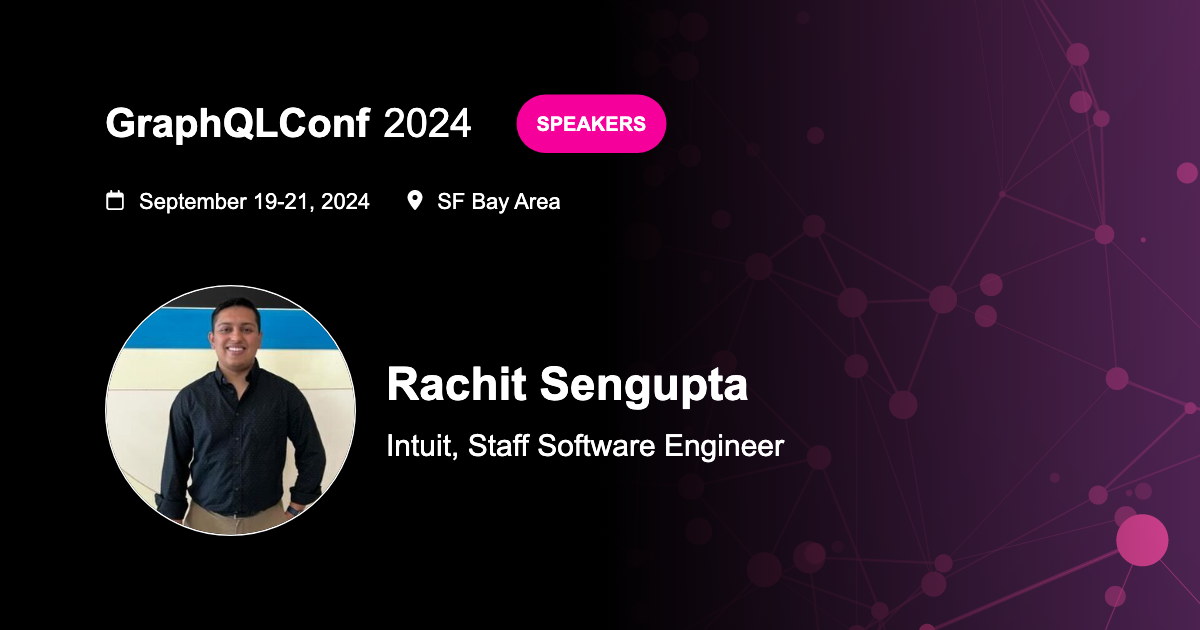 GraphQLConf 2024 SPEAKERS
September 19-21, 2024 SF Bay Area
Rachit Sengupta
Intuit, Staff Software Engineer